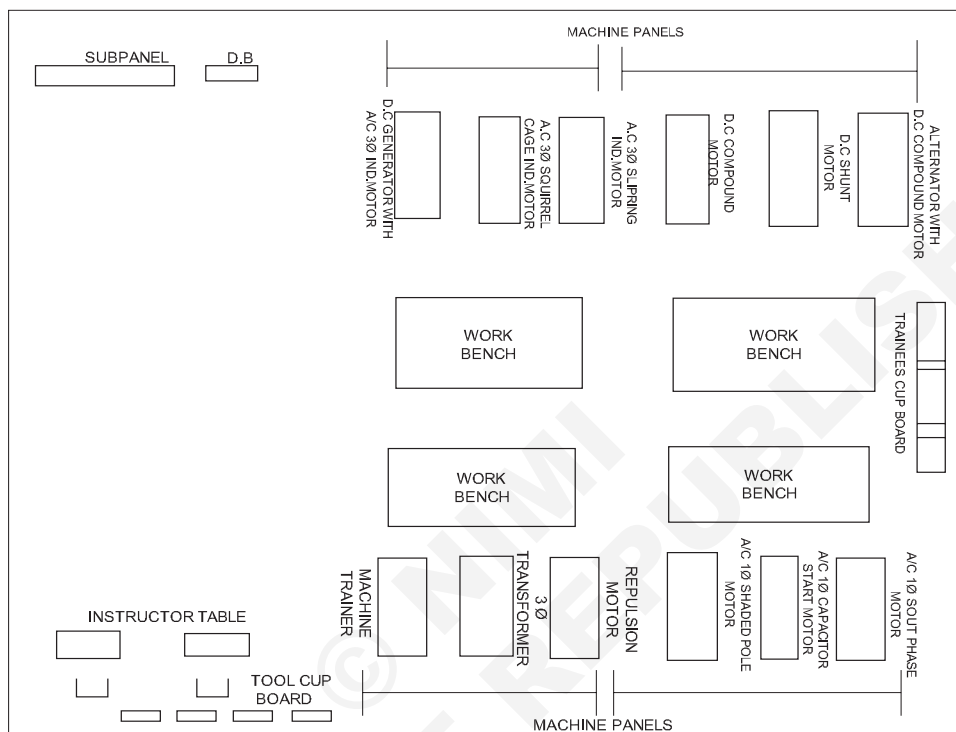 MACHINE PANELS
SUBPANEL
D.B
D.C GENERATOR WITH
A/C 3Ø IND.MOTOR
A.C 3Ø SQUIRREL
CAGE IND.MOTOR
A.C 3Ø SLIPRING
IND.MOTOR
D.C COMPOUND
MOTOR
D.C SHUNT
MOTOR
ALTERNATOR WITH
D.C COMPOUND MOTOR
WORK
BENCH
WORK
BENCH
TRAINEES CUP BOARD
WORK
BENCH
WORK
BENCH
MACHINE
TRAINER
TRANSFORMER
3Ø
REPULSION
MOTOR
A/C 1Ø SHADED POLE
MOTOR
A/C 1Ø CAPACITOR
START MOTOR
A/C 1Ø SOUT PHASE
MOTOR
INSTRUCTOR TABLE
TOOL CUP
BOARD
MACHINE PANELS
© NIMI
REPUBLISH